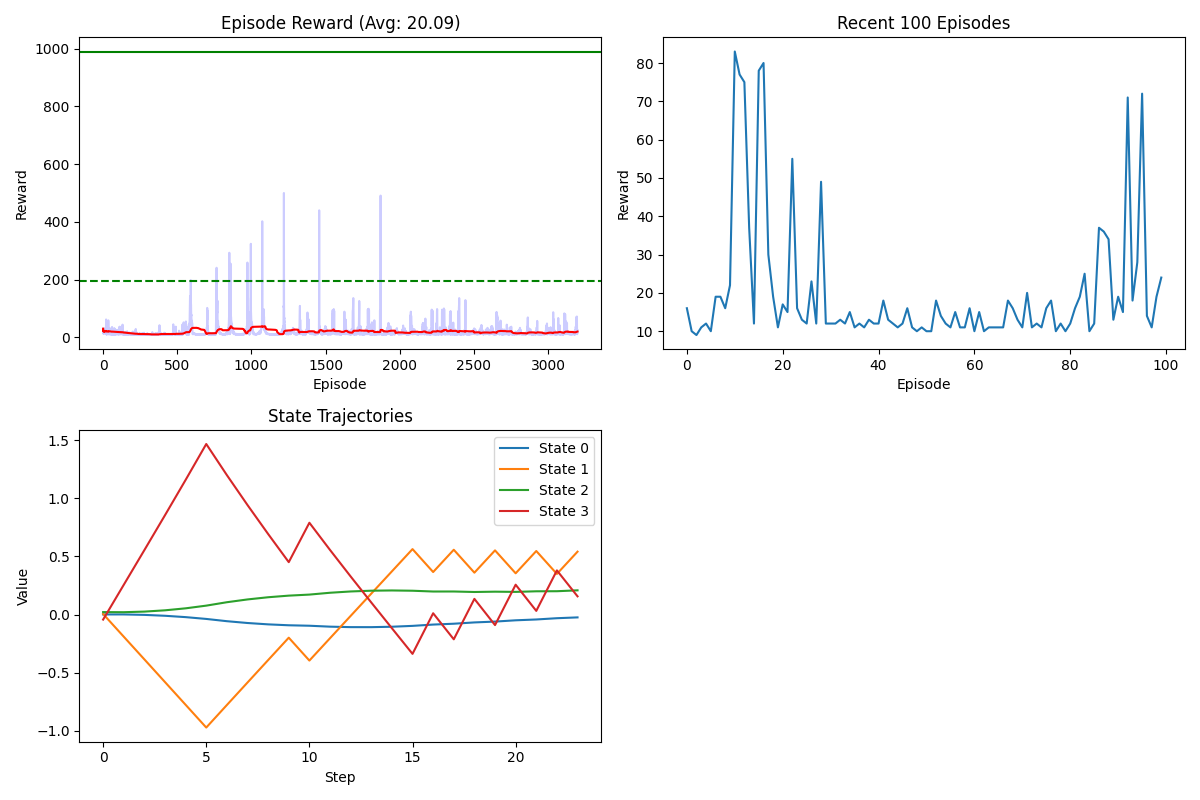 Episode Reward (Avg: 20.09)
1000
800
600
400
200
0
Reward
0
500
1000
1500
2000
2500
3000
Episode
Recent 100 Episodes
80
70
60
50
40
30
20
10
Reward
0
20
40
60
80
100
Episode
State Trajectories
1.5
1.0
0.5
0.0
−0.5
−1.0
Value
State 0
State 1
State 2
State 3
0
5
10
15
20
Step